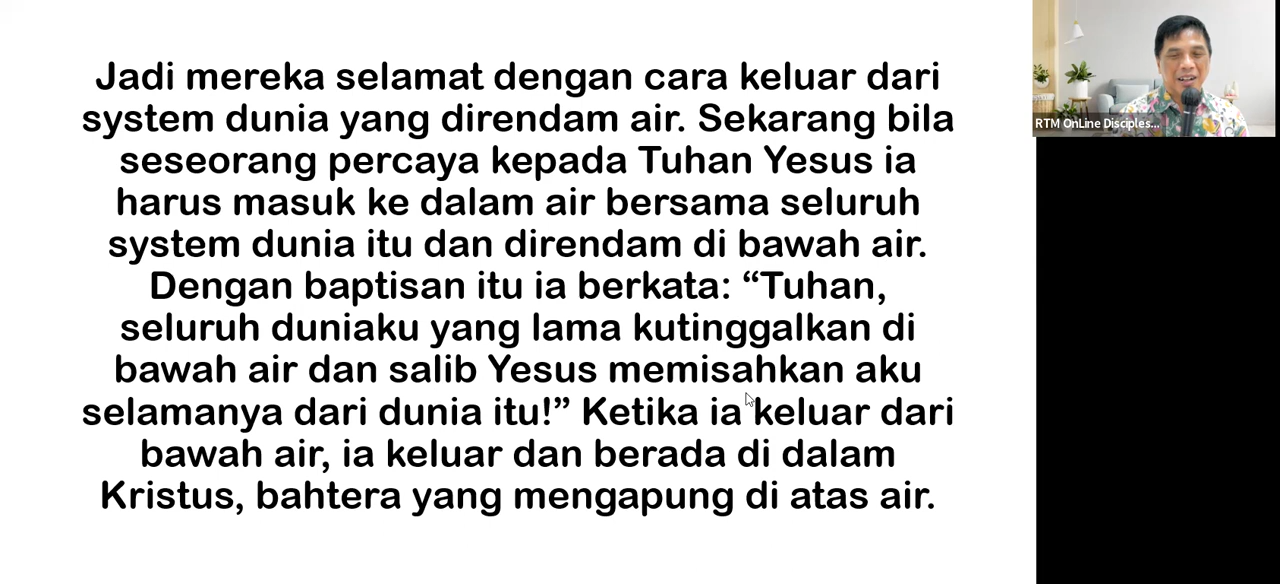 Jadi mereka selamat dengan cara keluar dari
system dunia yang direndam air. Sekarang bila
seseorang percaya kepada Tuhan Yesus ia
harus masuk ke dalam air bersama seluruh
system dunia itu dan direndam di bawah air.
Dengan baptisan itu ia berkata: “Tuhan,
seluruh duniaku yang lama kutinggalkan di
bawah air dan salib Yesus memisahkan aku
selamanya dari dunia itu!” Ketika ia keluar dari
bawah air, ia keluar dan berada di dalam
Kristus, bahtera yang mengapung di atas air.
RTM OnLine Disciples...